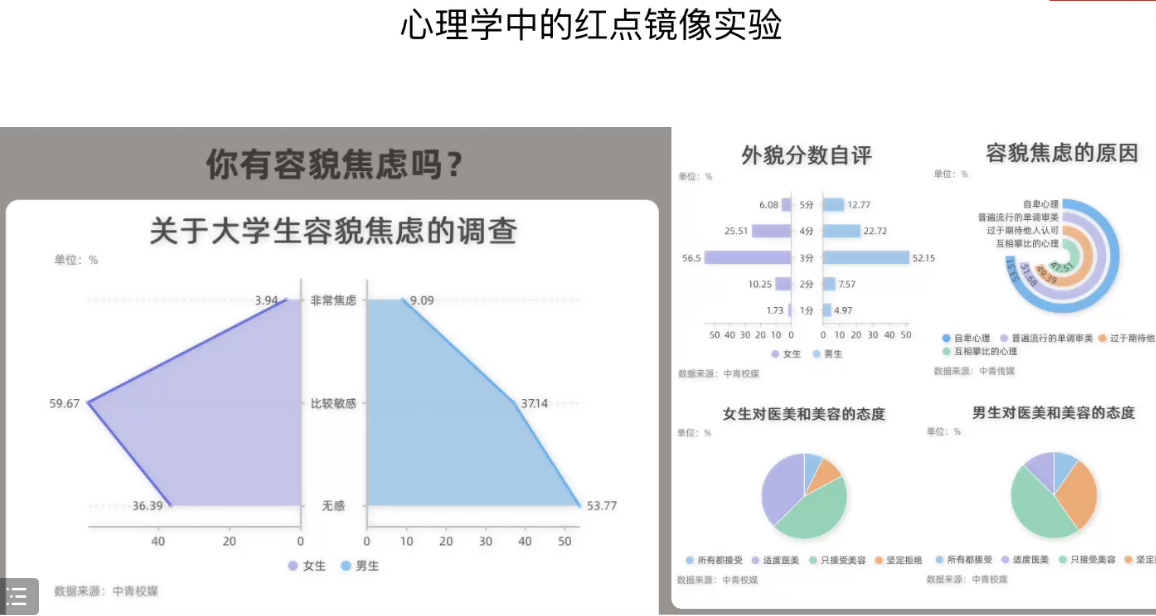 心理学中的红点镜像实验
你有容貌焦虑吗?
关于大学生容貌焦虑的调查
单位：%
3.94 非常焦虑 9.09
59.67 比较敏感 37.14
36.39 无感 53.77
40 20 0 0 10 20 30 40 50
女生 男生
数据来源：中青校媒
外貌分数自评
单位：%
6.08 5分 12.77
25.51 4分 22.72
56.5 3分 52.15
10.25 2分 7.57
1.73 1分 4.97
50 40 30 20 10 0 0 10 20 30 40 50
女生 男生
数据来源：中青校媒
容貌焦虑的原因
单位：%
自卑心理
普遍流行的单调审美
过于期待他人认可
互相攀比的心理
53.51 51.68 49.39 47.51
自卑心理 普遍流行的单调审美 过于期待他
互相攀比的心理
数据来源：中青传媒
女生对医美和美容的态度
单位：%
所有都接受 适度医美 只接受美容 坚定拒绝
数据来源：中青校媒
男生对医美和美容的态度
单位：%
所有都接受 适度医美 只接受美容 坚定
数据来源：中青校媒